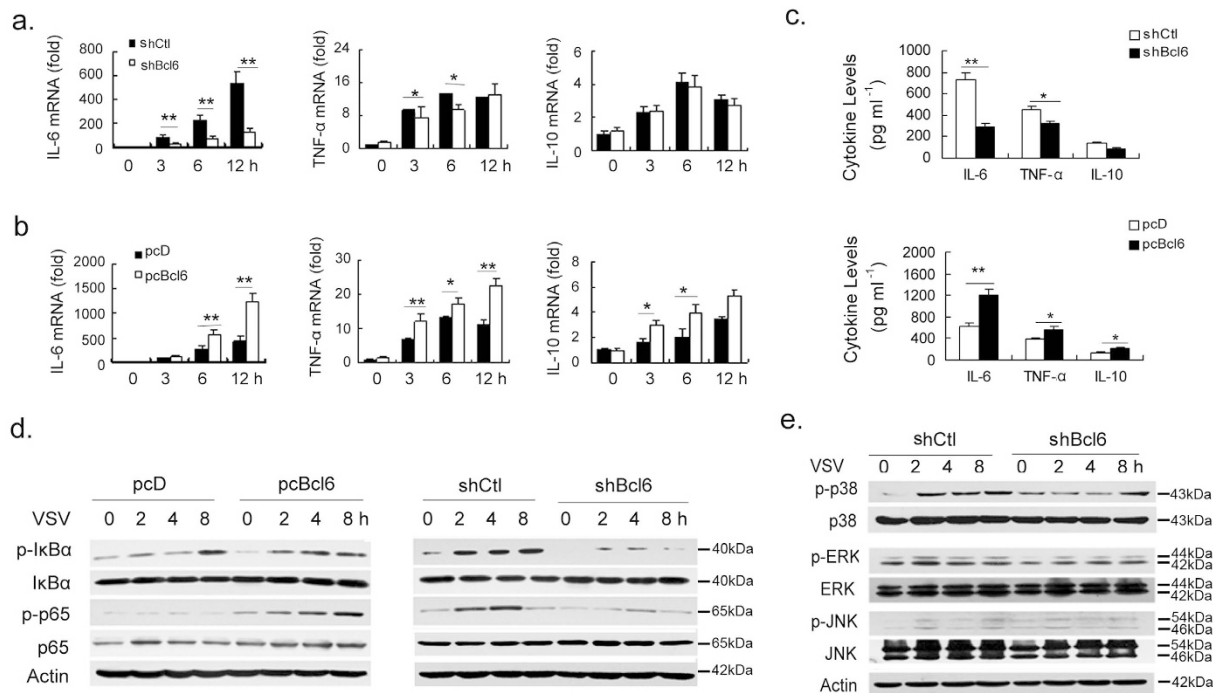 a.
IL-6 mRNA (fold)
800
600
400
200
0
shCtl
shBcl6
**
**
**
0 3 6 12 h
TNF-α mRNA (fold)
24
16
8
0
*
*
0 3 6 12 h
IL-10 mRNA (fold)
6
4
2
0
0 3 6 12 h
c.
shCtl
shBcl6
Cytokine Levels
(pg ml⁻¹)
1000
800
600
400
200
0
**
*
IL-6 TNF-α IL-10
b
IL-6 mRNA (fold)
2000
1500
1000
500
0
pcD
pcBcl6
**
**
0 3 6 12 h
TNF-α mRNA (fold)
30
20
10
0
**
*
**
0 3 6 12 h
IL-10 mRNA (fold)
8
6
4
2
0
*
*
0 3 6 12 h
pcD
pcBcl6
Cytokine Levels
(pg ml⁻¹)
2000
1600
1200
800
400
0
**
*
*
IL-6 TNF-α IL-10
d.
pcD pcBcl6 shCtl shBcl6
VSV 0 2 4 8 0 2 4 8 h 0 2 4 8 0 2 4 8 h
p-IκBα 40kDa
IκBα 40kDa
p-p65 65kDa
p65 65kDa
Actin 42kDa
e.
shCtl shBcl6
VSV 0 2 4 8 0 2 4 8 h
p-p38 43kDa
p38 43kDa
p-ERK 44kDa
42kDa
ERK 44kDa
42kDa
p-JNK 54kDa
46kDa
JNK 54kDa
46kDa
Actin 42kDa